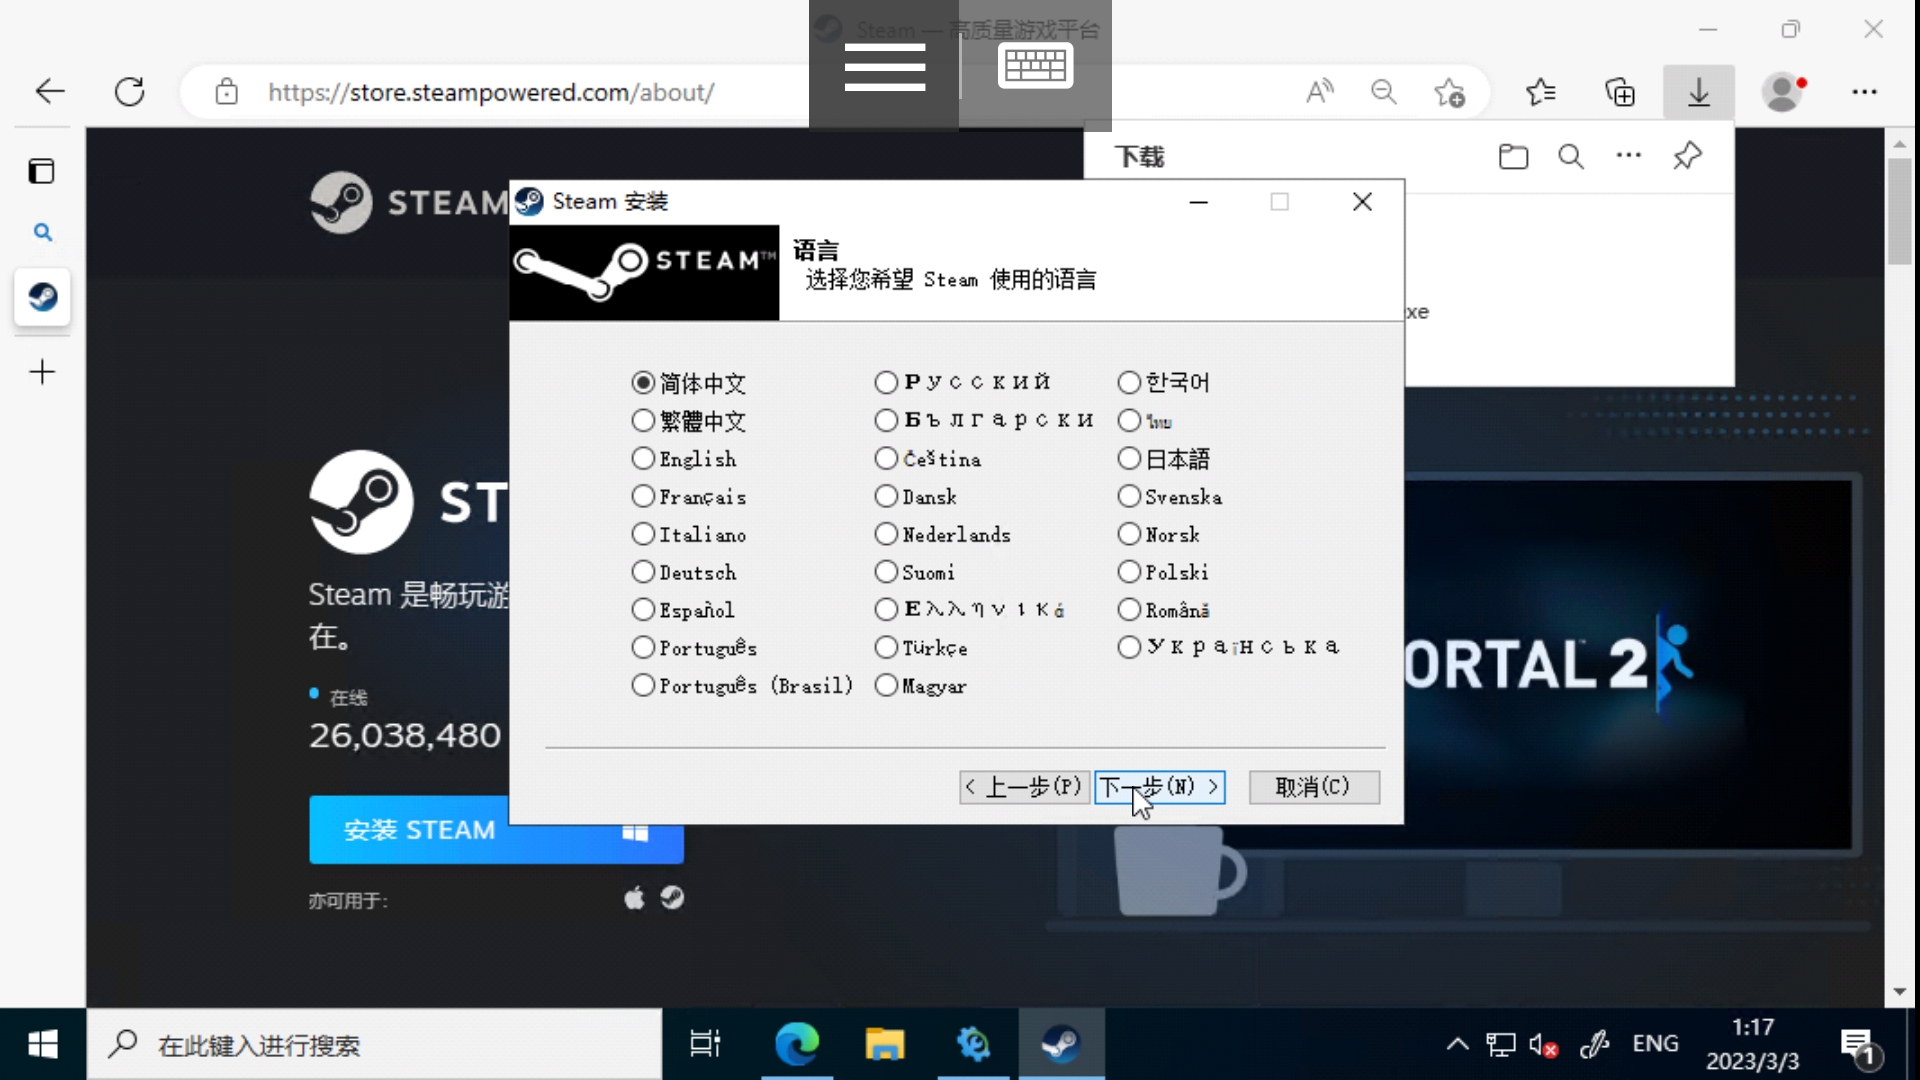 Steam — 高质量游戏平台
https://store.steampowered.com/about/
下载
STEAM
Steam 安装
STEAM™
语言
选择您希望 Steam 使用的语言
xe
简体中文
Русский
한국어
繁體中文
Български
ไทย
English
Čeština
日本語
Français
Dansk
Svenska
Italiano
Nederlands
Norsk
Deutsch
Suomi
Polski
Español
Ελληνικά
Română
Português
Türkçe
Українська
Português (Brasil)
Magyar
ST
Steam 是畅玩游
在。
在线
26,038,480
ORTAL 2
< 上一步(P)
下一步(N) >
取消(C)
安装 STEAM
亦可用于:
在此键入进行搜索
ENG
1:17
2023/3/3
1